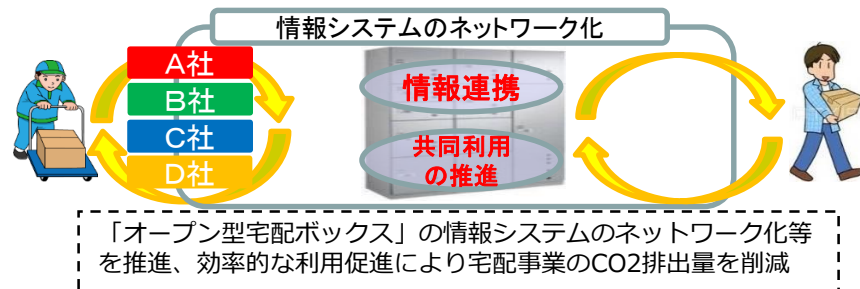 情報システムのネットワーク化
A社
B社
C社
D社
情報連携
共同利用
の推進
「オープン型宅配ボックス」の情報システムのネットワーク化等
を推進、効率的な利用促進により宅配事業のCO2排出量を削減